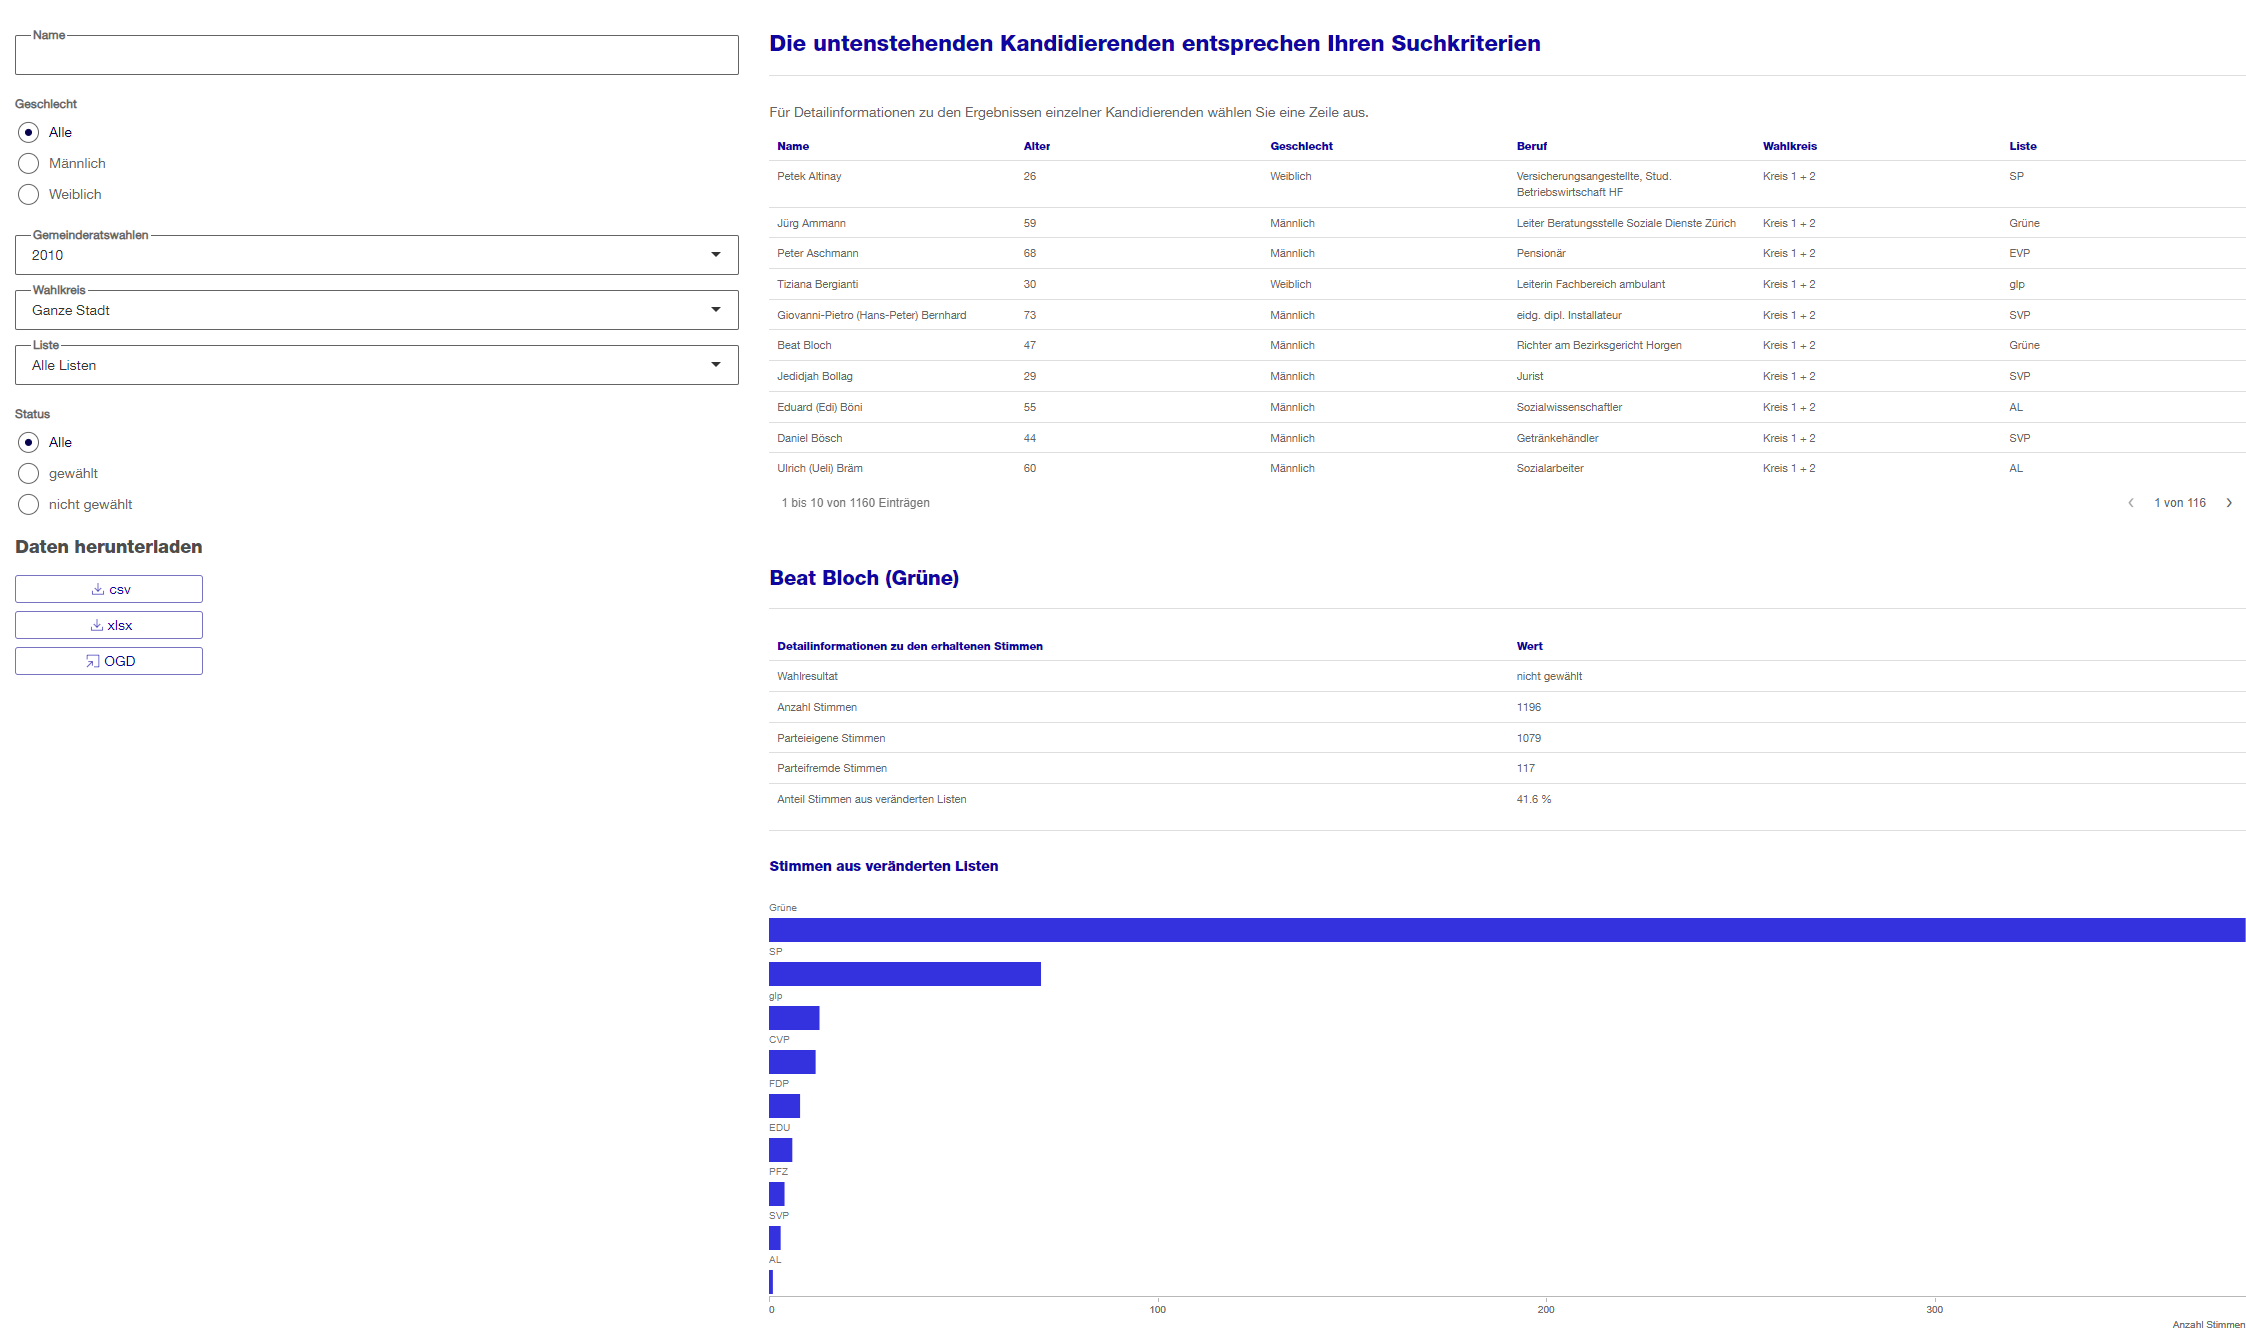 Name
Geschlecht
Alle
Männlich
Weiblich
Gemeinderatswahlen
2010
Wahlkreis
Ganze Stadt
Liste
Alle Listen
Status
Alle
gewählt
nicht gewählt
Daten herunterladen
csv
xlsx
OGD
Die untenstehenden Kandidierenden entsprechen Ihren Suchkriterien
Für Detailinformationen zu den Ergebnissen einzelner Kandidierenden wählen Sie eine Zeile aus.
Name Alter Geschlecht Beruf Wahlkreis Liste
Petek Altinay 26 Weiblich Versicherungsangestellte, Stud. Kreis 1 + 2 SP
Betriebswirtschaft HF
Jürg Ammann 59 Männlich Leiter Beratungsstelle Soziale Dienste Zürich Kreis 1 + 2 Grüne
Peter Aschmann 68 Männlich Pensionär Kreis 1 + 2 EVP
Tiziana Bergianti 30 Weiblich Leiterin Fachbereich ambulant Kreis 1 + 2 glp
Giovanni-Pietro (Hans-Peter) Bernhard 73 Männlich eidg. dipl. Installateur Kreis 1 + 2 SVP
Beat Bloch 47 Männlich Richter am Bezirksgericht Horgen Kreis 1 + 2 Grüne
Jedidjah Bollag 29 Männlich Jurist Kreis 1 + 2 SVP
Eduard (Edi) Böni 55 Männlich Sozialwissenschaftler Kreis 1 + 2 AL
Daniel Bösch 44 Männlich Getränkehändler Kreis 1 + 2 SVP
Ulrich (Ueli) Bräm 60 Männlich Sozialarbeiter Kreis 1 + 2 AL
1 bis 10 von 1160 Einträgen 1 von 116
Beat Bloch (Grüne)
Detailinformationen zu den erhaltenen Stimmen Wert
Wahlresultat nicht gewählt
Anzahl Stimmen 1196
Parteieigene Stimmen 1079
Parteifremde Stimmen 117
Anteil Stimmen aus veränderten Listen 41.6 %
Stimmen aus veränderten Listen
Grüne
SP
glp
CVP
FDP
EDU
PFZ
SVP
AL
0 100 200 300
Anzahl Stimmen